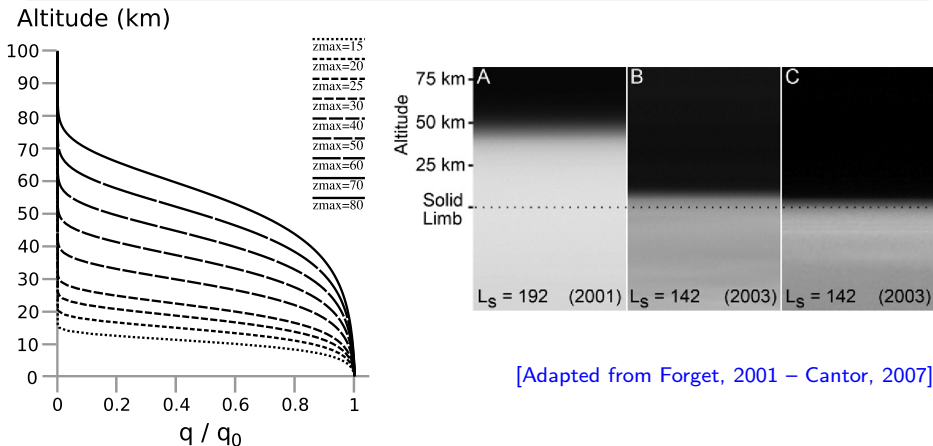 Altitude (km)
100
90
80
70
60
50
40
30
20
10
0
0
0.2
0.4
0.6
0.8
1
q / q0
zmax=15
zmax=20
zmax=25
zmax=30
zmax=40
zmax=50
zmax=60
zmax=70
zmax=80
Altitude
75 km
50 km
25 km
Solid
Limb
A
B
C
Ls = 192 (2001)
Ls = 142 (2003)
Ls = 142 (2003)
[Adapted from Forget, 2001 – Cantor, 2007]